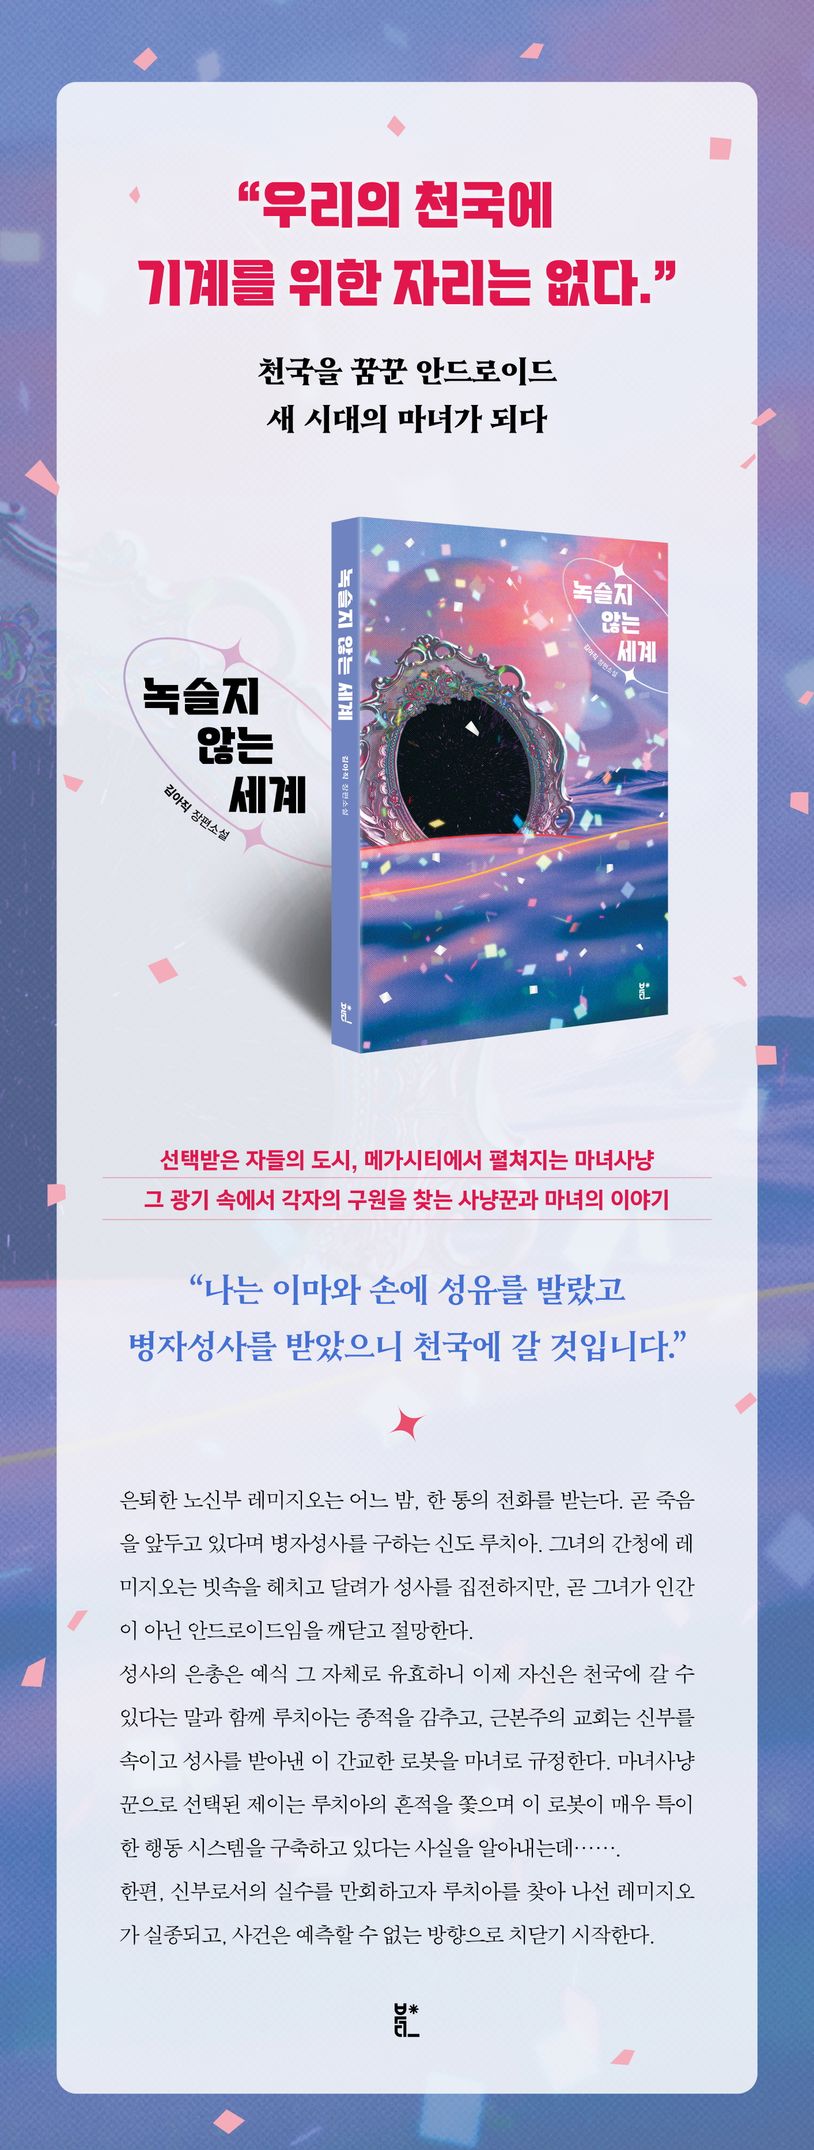 “우리의 천국에
기계를 위한 자리는 없다.”
천국을 꿈꾼 안드로이드
새 시대의 마녀가 되다
녹슬지
않는
세계
김아직 장편소설
녹슬지 않는 세계
김아직 장편소설
녹슬지
않는
세계
김아직 장편소설
선택받은 자들의 도시, 메가시티에서 펼쳐지는 마녀사냥
그 광기 속에서 각자의 구원을 찾는 사냥꾼과 마녀의 이야기
“나는 이마와 손에 성유를 발랐고
병자성사를 받았으니 천국에 갈 것입니다.”
은퇴한 노신부 레미지오는 어느 밤, 한 통의 전화를 받는다. 곧 죽음
을 앞두고 있다며 병자성사를 구하는 신도 루치아. 그녀의 간청에 레
미지오는 빗속을 헤치고 달려가 성사를 집전하지만, 곧 그녀가 인간
이 아닌 안드로이드임을 깨닫고 절망한다.
성사의 은총은 예식 그 자체로 유효하니 이제 자신은 천국에 갈 수
있다는 말과 함께 루치아는 종적을 감추고, 근본주의 교회는 신부를
속이고 성사를 받아낸 이 간교한 로봇을 마녀로 규정한다. 마녀사냥
꾼으로 선택된 제이는 루치아의 흔적을 쫓으며 이 로봇이 매우 특이
한 행동 시스템을 구축하고 있다는 사실을 알아내는데…….
한편, 신부로서의 실수를 만회하고자 루치아를 찾아 나선 레미지오
가 실종되고, 사건은 예측할 수 없는 방향으로 치닫기 시작한다.